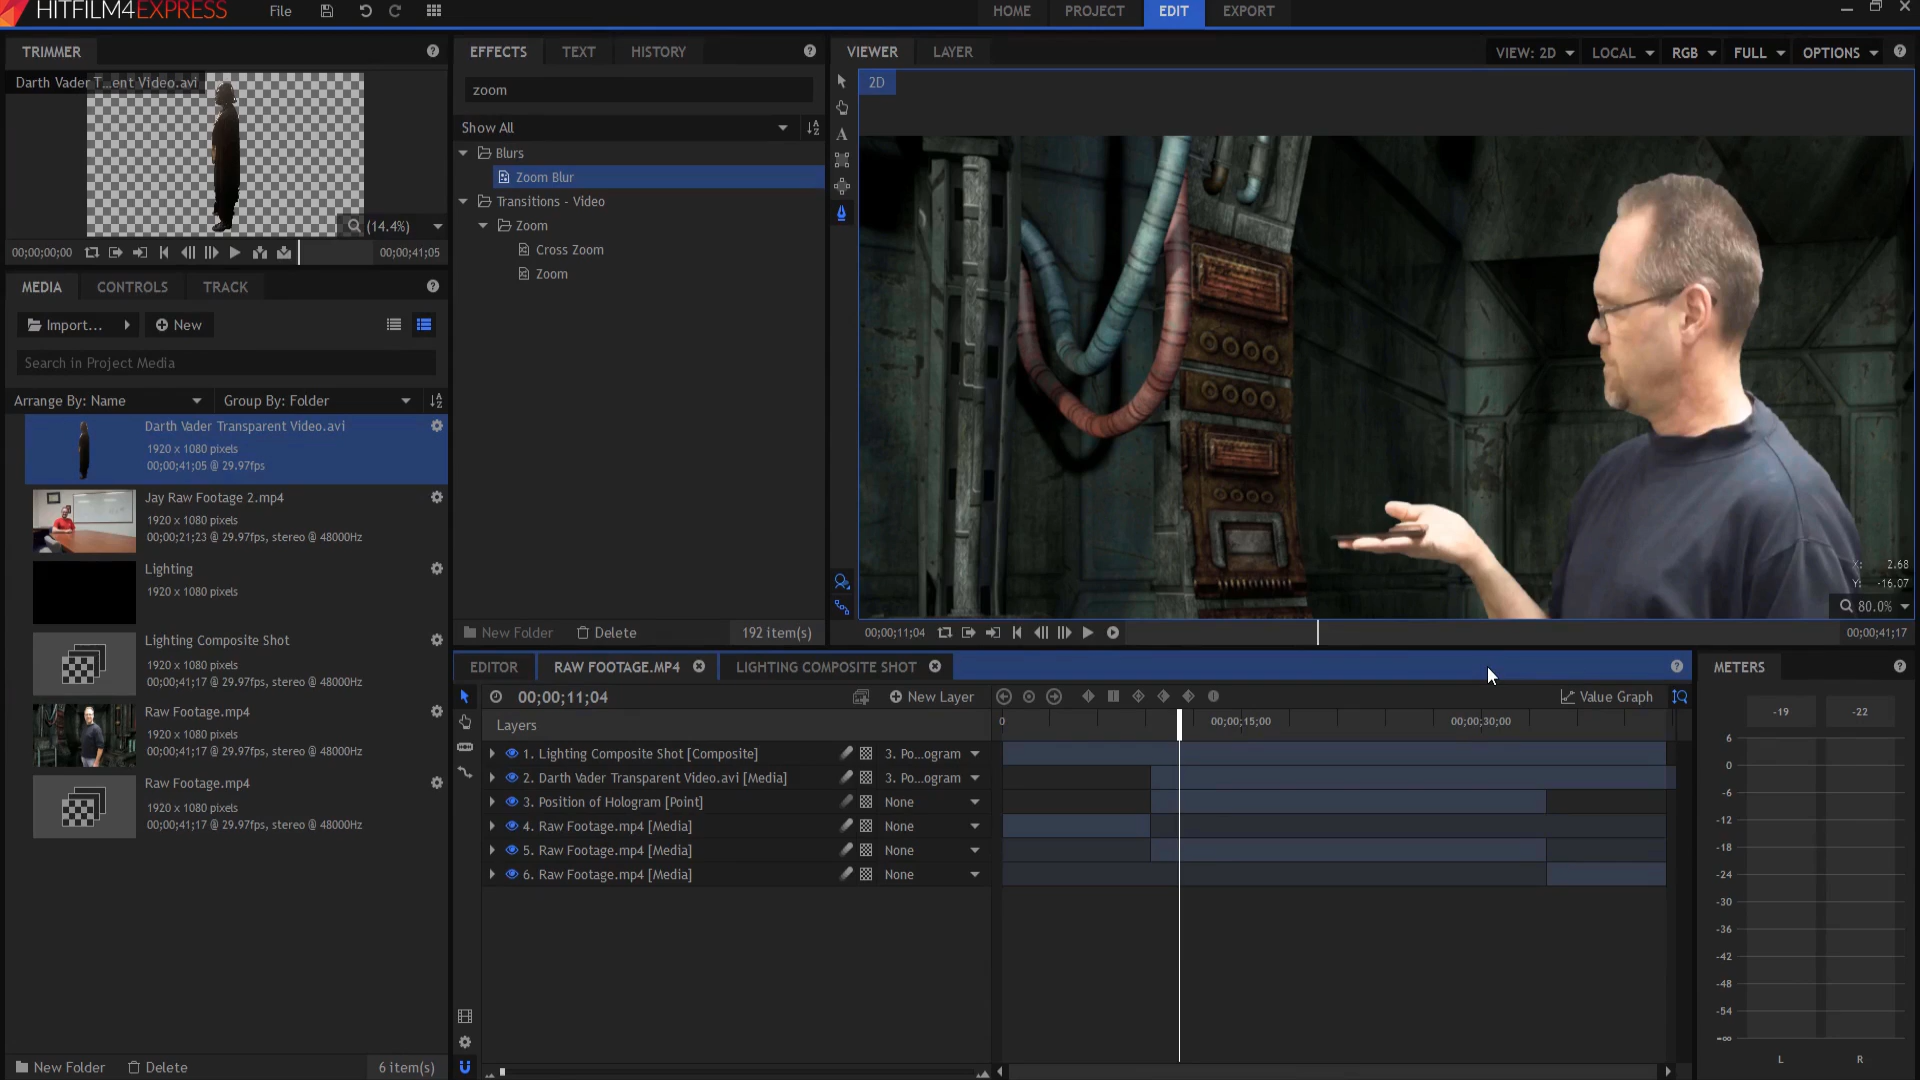 HITFILM4EXPRESS
File
HOME
PROJECT
EDIT
EXPORT
TRIMMER
Darth Vader T...ent Video.avi
(14.4%)
00;00;00;00
00;00;41;05
MEDIA
CONTROLS
TRACK
Import...
New
Search in Project Media
Arrange By: Name
Group By: Folder
Darth Vader Transparent Video.avi
1920 x 1080 pixels
00;00;41;05 @ 29.97fps
Jay Raw Footage 2.mp4
1920 x 1080 pixels
00;00;21;23 @ 29.97fps, stereo @ 48000Hz
Lighting
1920 x 1080 pixels
Lighting Composite Shot
1920 x 1080 pixels
00;00;41;17 @ 29.97fps, stereo @ 48000Hz
Raw Footage.mp4
1920 x 1080 pixels
00;00;41;17 @ 29.97fps, stereo @ 48000Hz
Raw Footage.mp4
1920 x 1080 pixels
00;00;41;17 @ 29.97fps, stereo @ 48000Hz
New Folder
Delete
6 item(s)
EFFECTS
TEXT
HISTORY
zoom
Show All
Blurs
Zoom Blur
Transitions - Video
Zoom
Cross Zoom
Zoom
New Folder
Delete
192 item(s)
VIEWER
LAYER
VIEW: 2D
LOCAL
RGB
FULL
OPTIONS
2D
X: 2.68
Y: -16.07
80.0%
00;00;11;04
00;00;41;17
EDITOR
RAW FOOTAGE.MP4
LIGHTING COMPOSITE SHOT
00;00;11;04
New Layer
Value Graph
Layers
0
00;00;15;00
00;00;30;00
1. Lighting Composite Shot [Composite]
3. Po...ogram
2. Darth Vader Transparent Video.avi [Media]
3. Po...ogram
3. Position of Hologram [Point]
None
4. Raw Footage.mp4 [Media]
None
5. Raw Footage.mp4 [Media]
None
6. Raw Footage.mp4 [Media]
None
METERS
-19
-22
6
0
-6
-12
-18
-24
-30
-36
-42
-48
-54
-∞
L
R